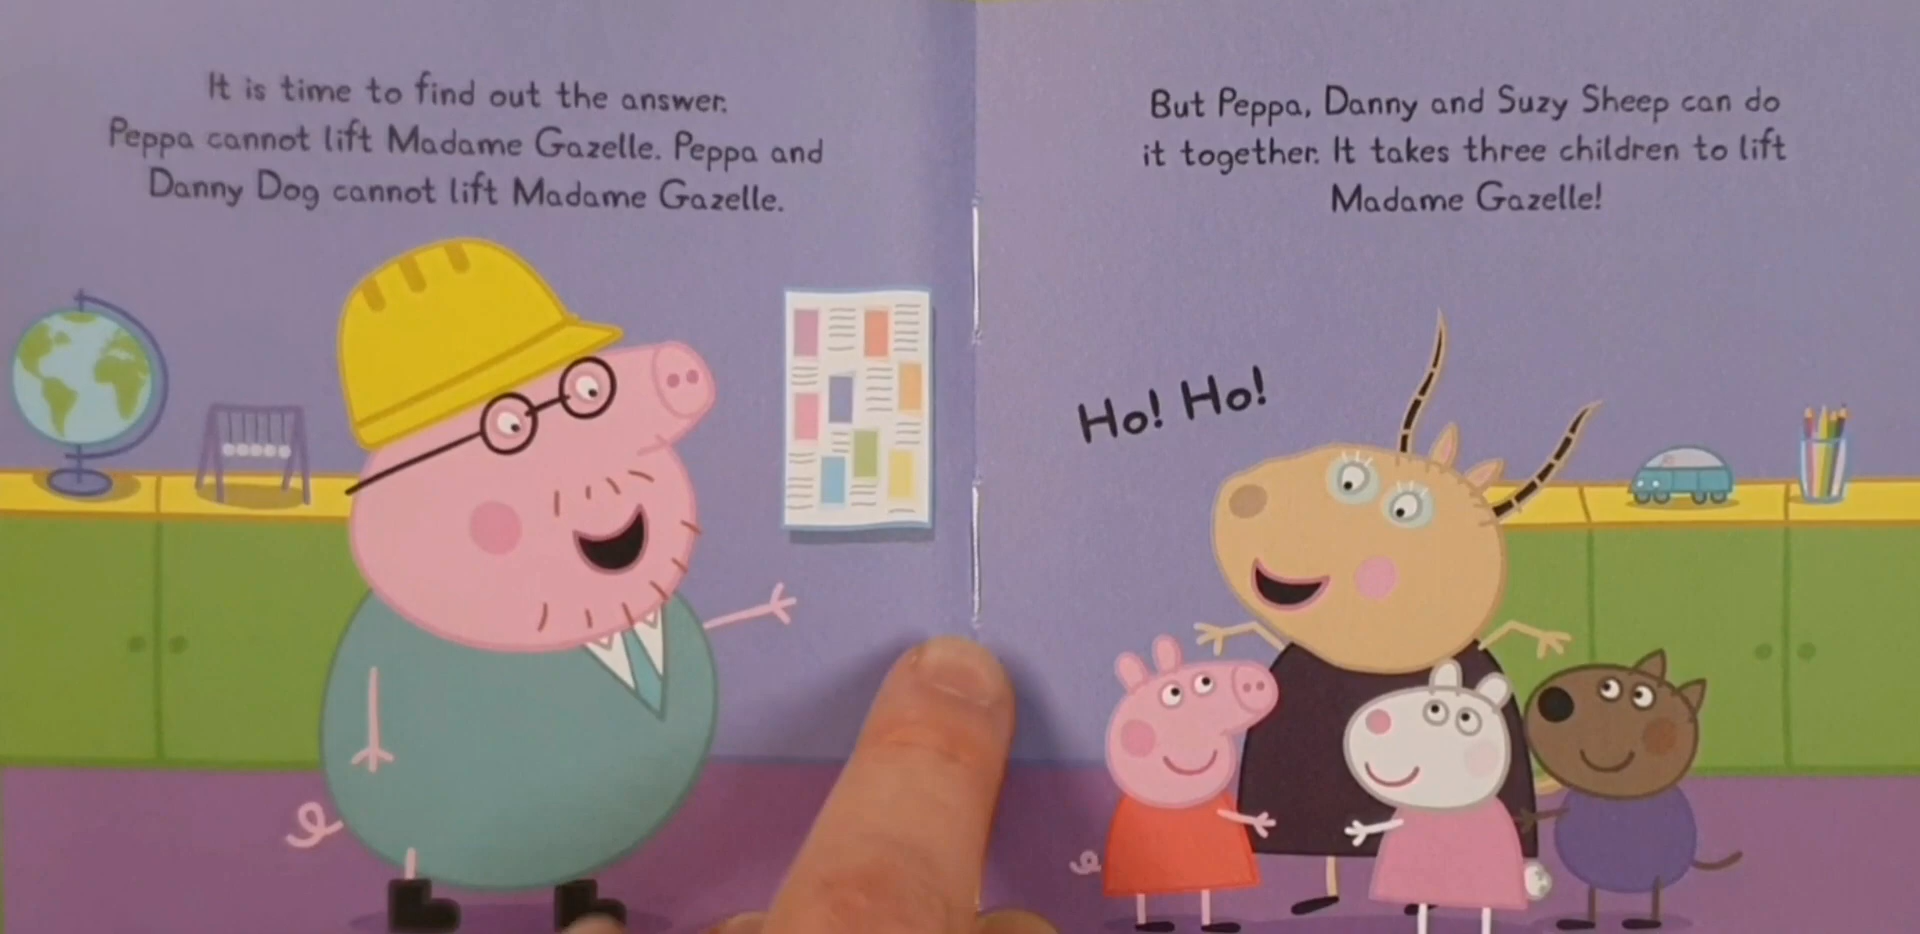 It is time to find out the answer.
Peppa cannot lift Madame Gazelle. Peppa and
Danny Dog cannot lift Madame Gazelle.
But Peppa, Danny and Suzy Sheep can do
it together. It takes three children to lift
Madame Gazelle!
Ho! Ho!